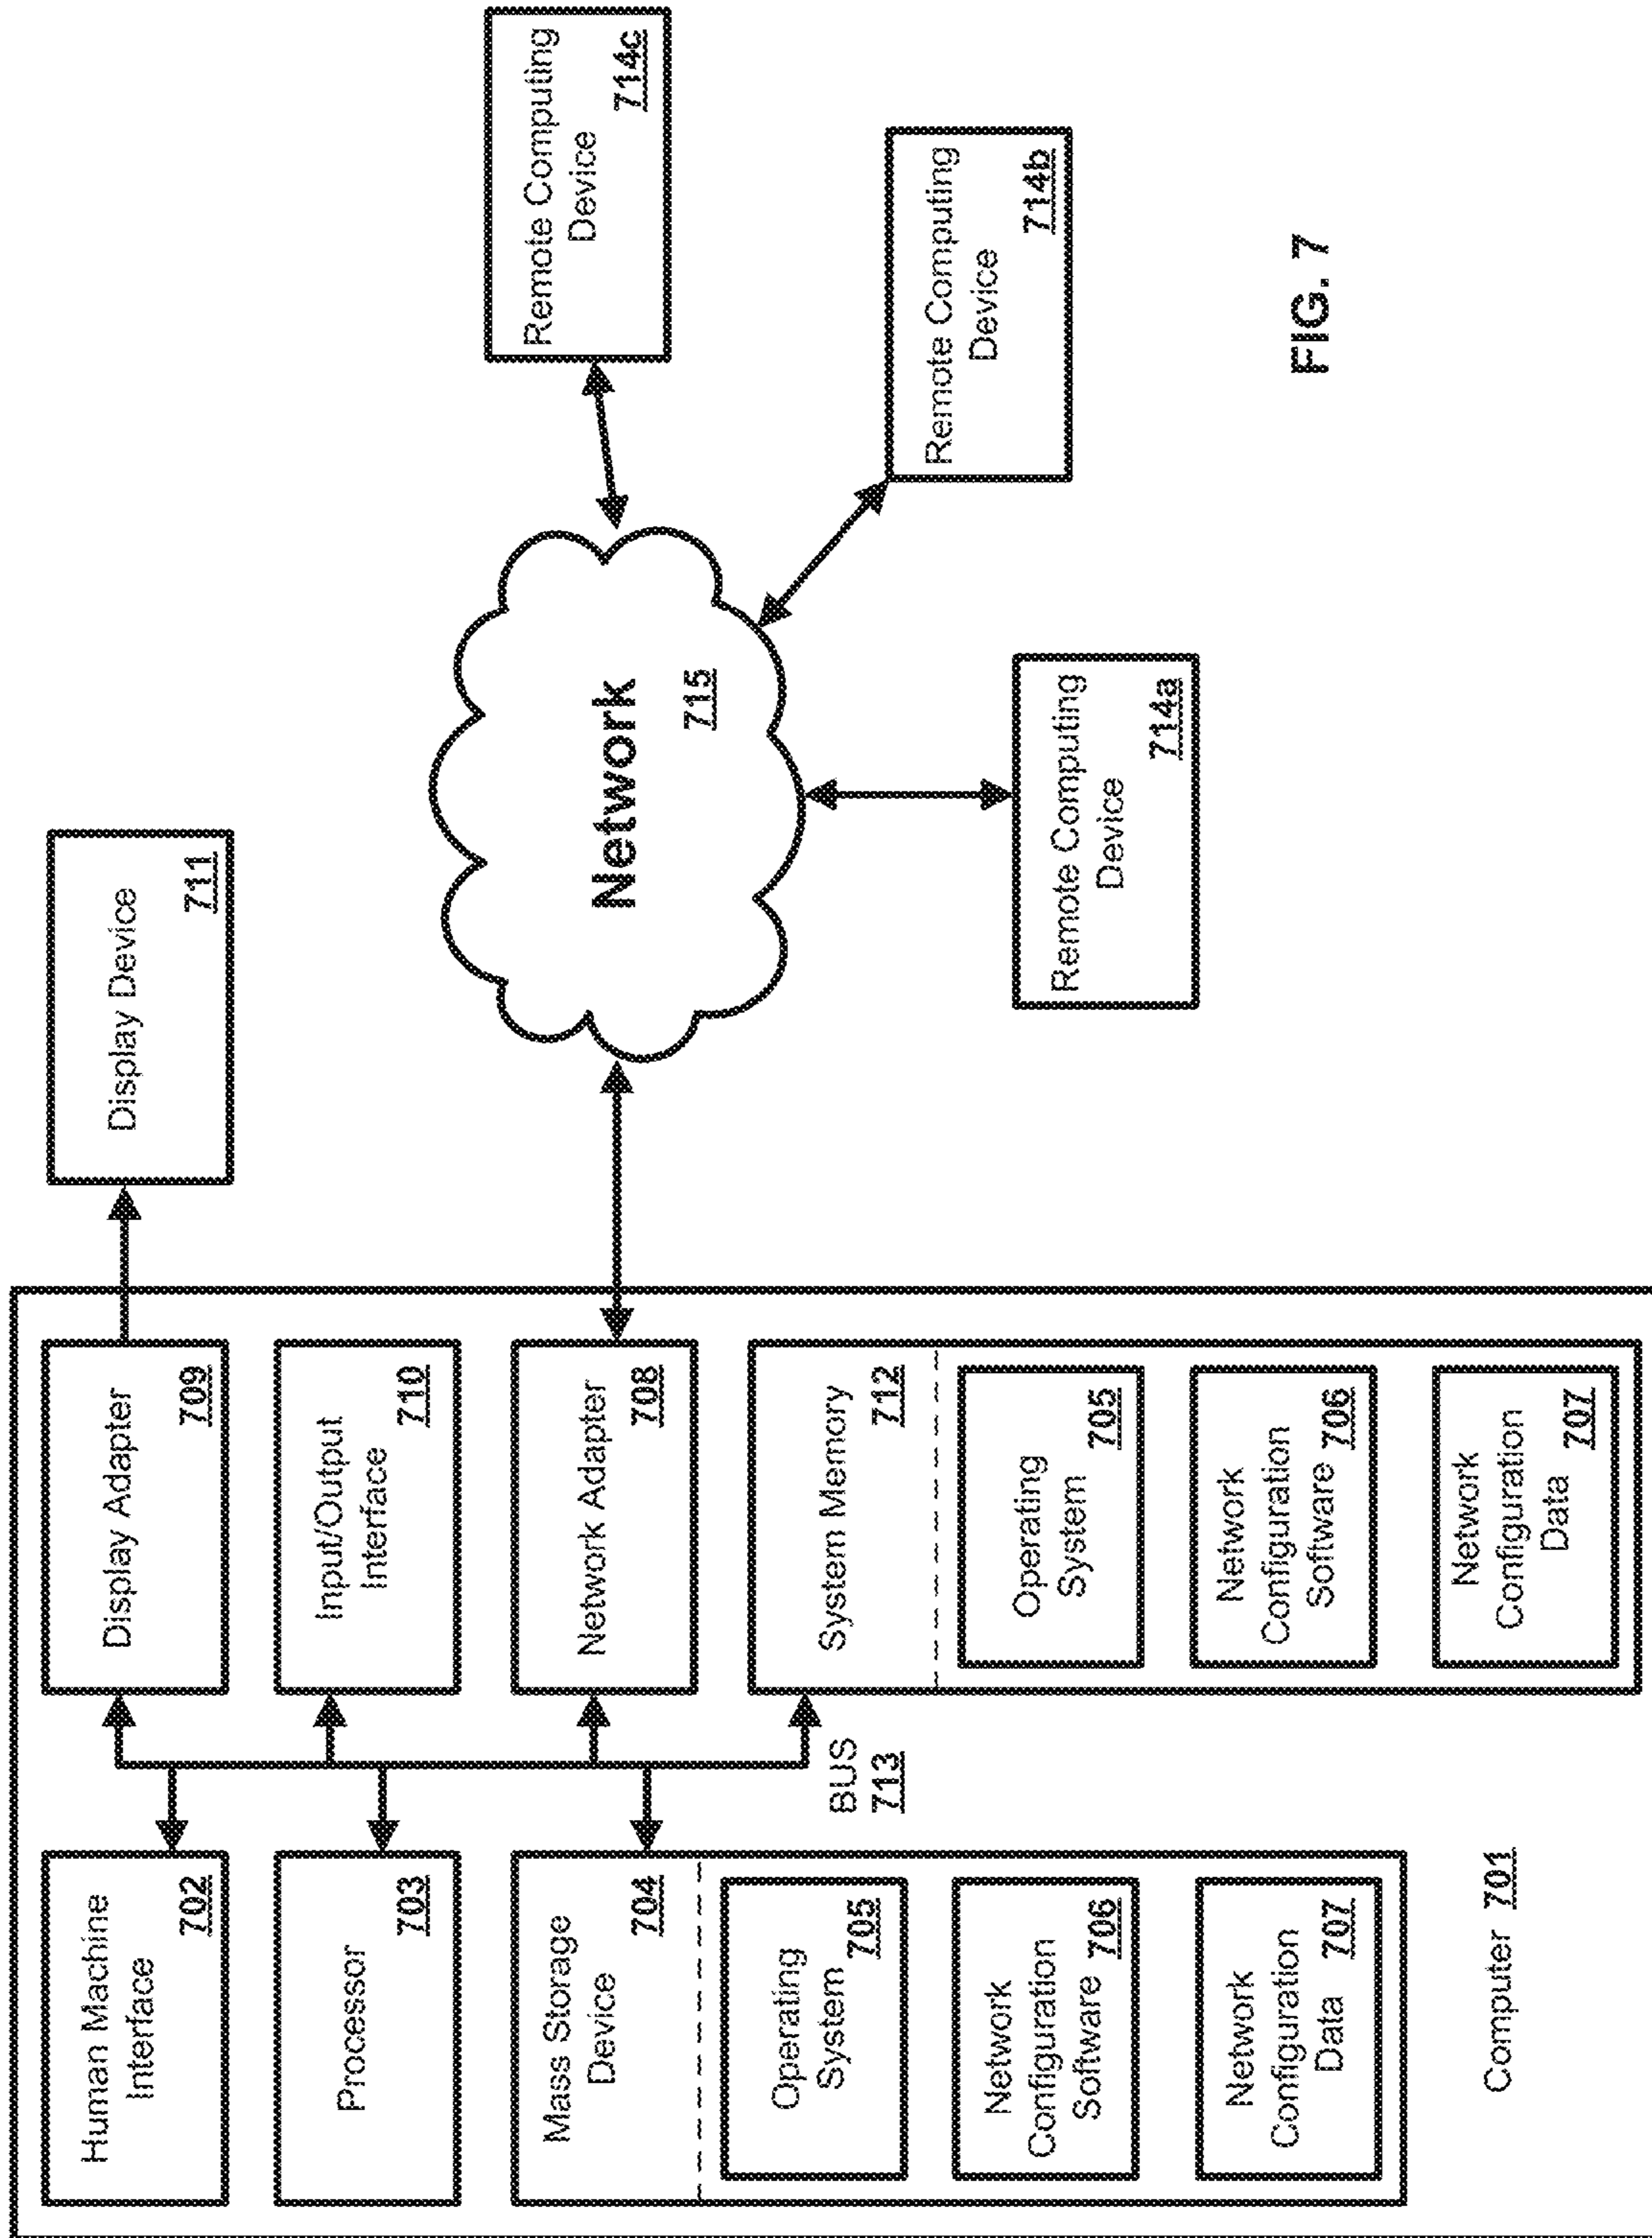 Human Machine
Interface
702
Processor
703
Mass Storage
Device
704
Operating
System
705
Network
Configuration
Software 706
Network
Configuration
Data
707
Computer 701
BUS
713
Display Adapter
709
Input/Output
Interface
710
Network Adapter
708
System Memory
712
Operating
System
705
Network
Configuration
Software 706
Network
Configuration
Data
707
Display Device
711
Network
715
Remote Computing
Device
714a
Remote Computing
Device
714b
Remote Computing
Device
714c
FIG. 7